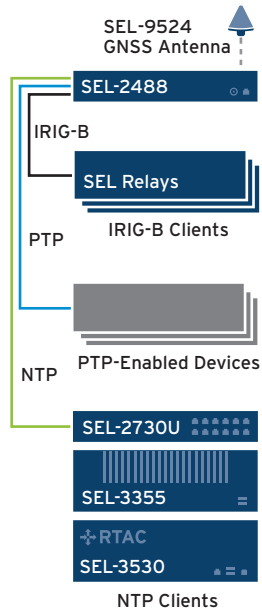 SEL-9524
GNSS Antenna
SEL-2488
IRIG-B
SEL Relays
IRIG-B Clients
PTP
PTP-Enabled Devices
NTP
SEL-2730U
SEL-3355
RTAC
SEL-3530
NTP Clients